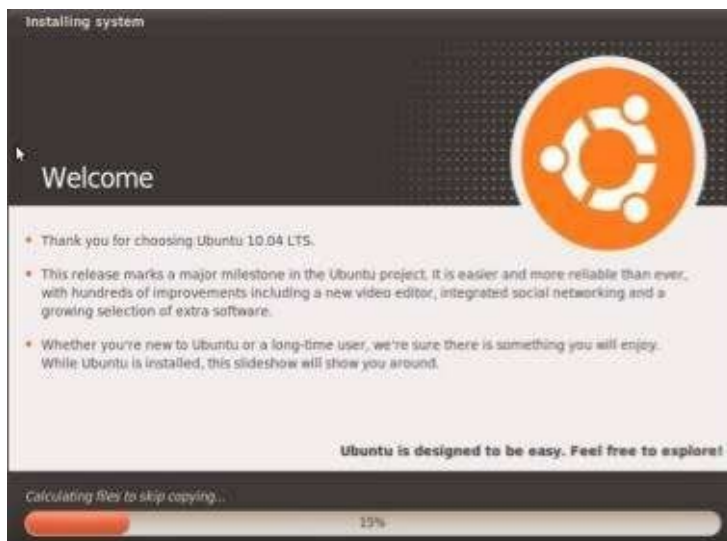 Installing system
Welcome
Thank you for choosing Ubuntu 10.04 LTS.
This release marks a major milestone in the Ubuntu project. It is easier and more reliable than ever,
with hundreds of improvements including a new video editor, integrated social networking and a
growing selection of extra software.
Whether you're new to Ubuntu or a long-time user, we're sure there is something you will enjoy.
While Ubuntu is installed, this slideshow will show you around.
Ubuntu is designed to be easy. Feel free to explore!
Calculating files to skip copying...
15%